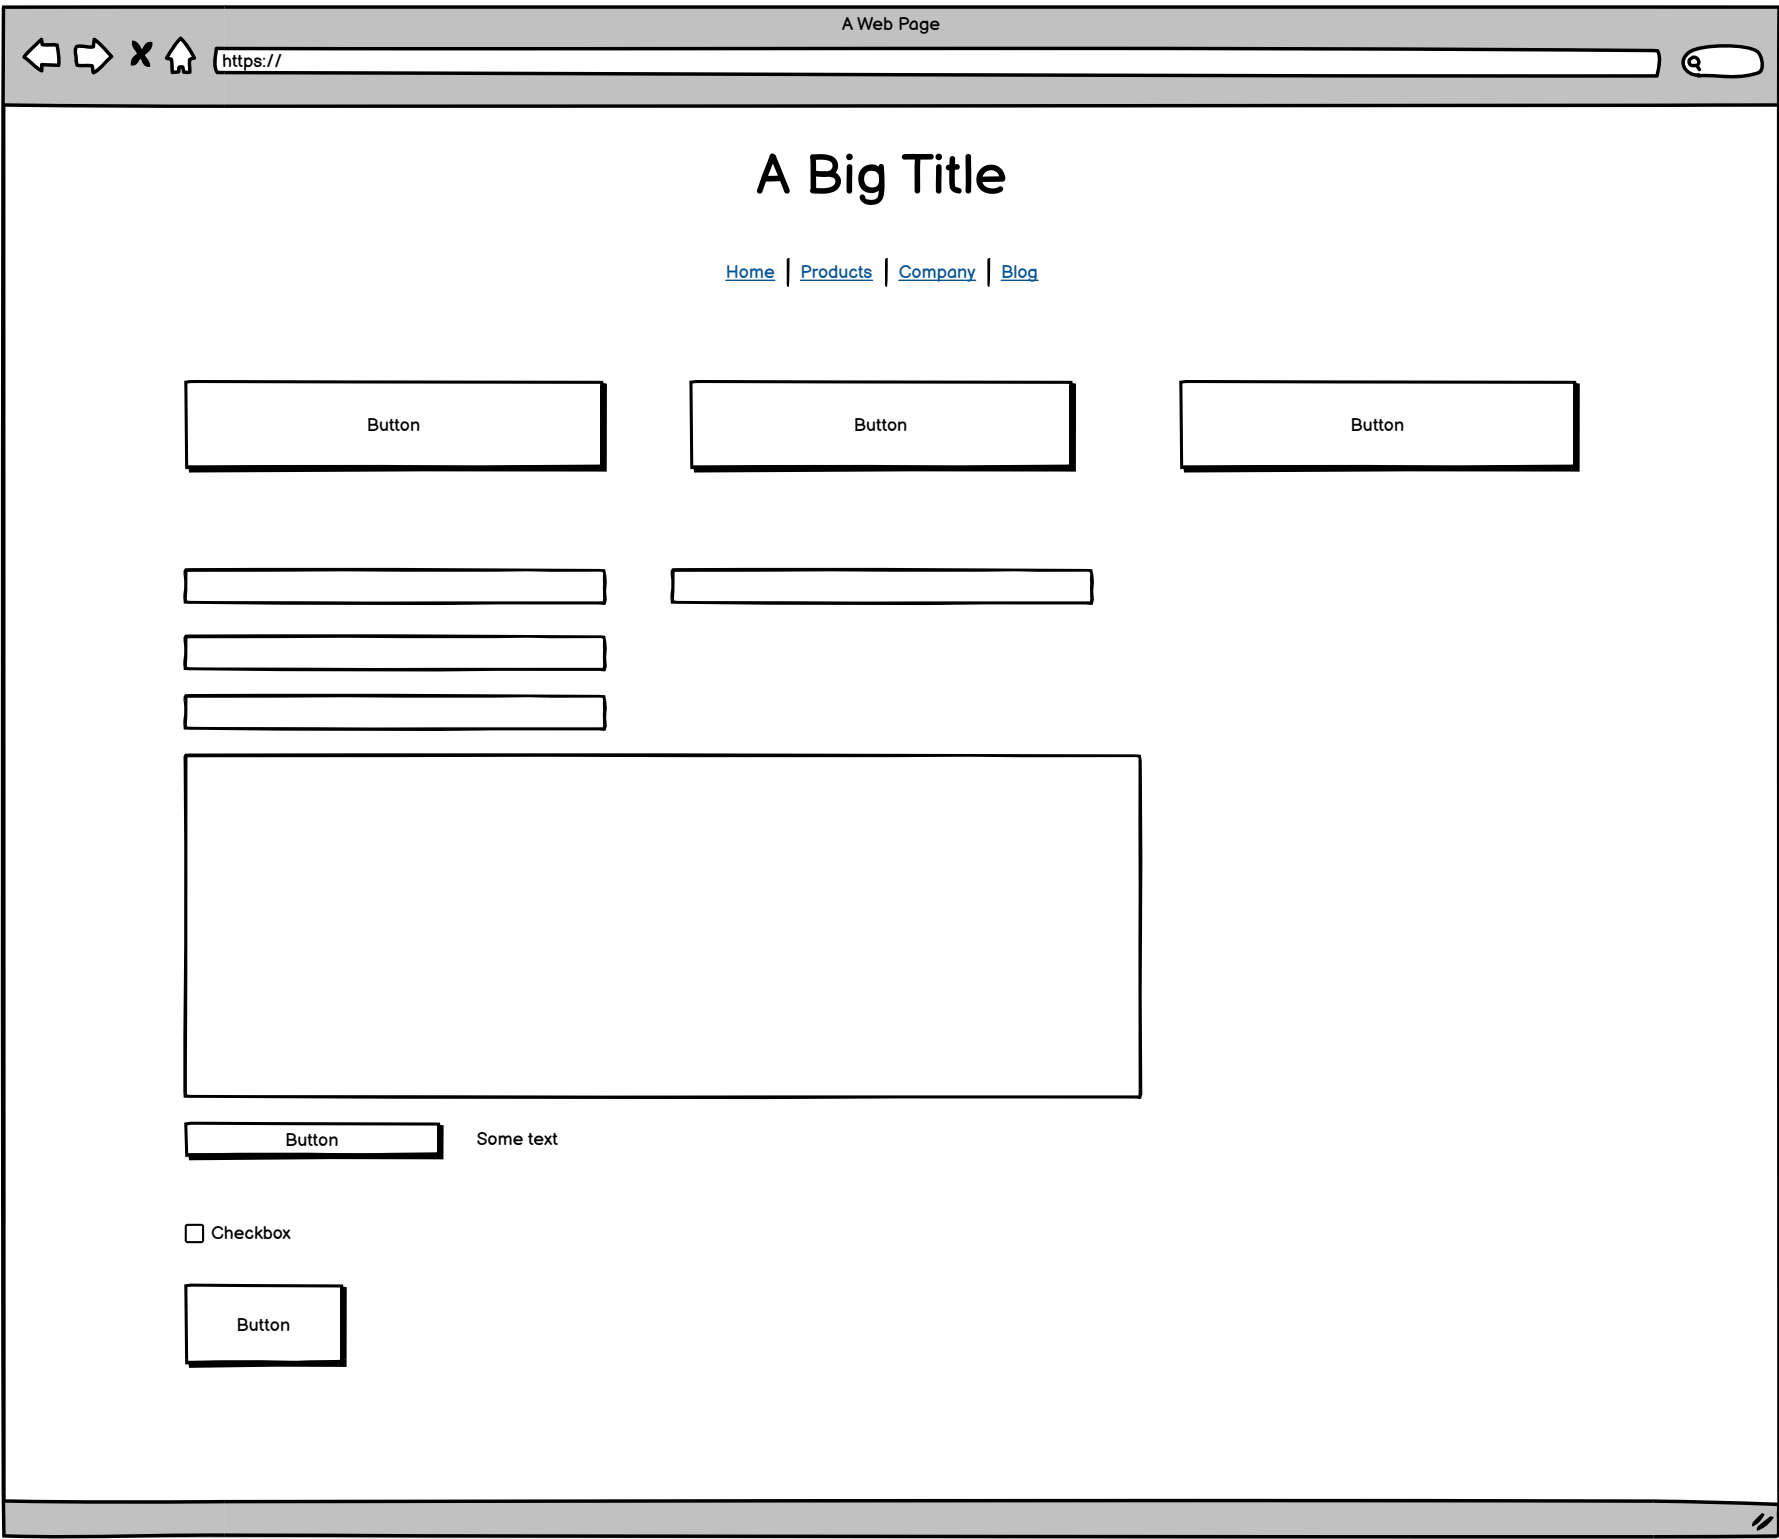 A Web Page
https://
A Big Title
Home Products Company Blog
Button Button Button
Button Some text
Checkbox
Button